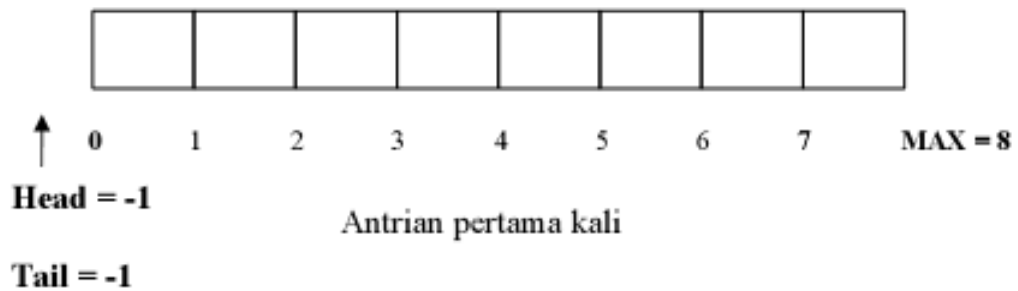 0 1 2 3 4 5 6 7 MAX = 8
Head = -1
Antrian pertama kali
Tail = -1